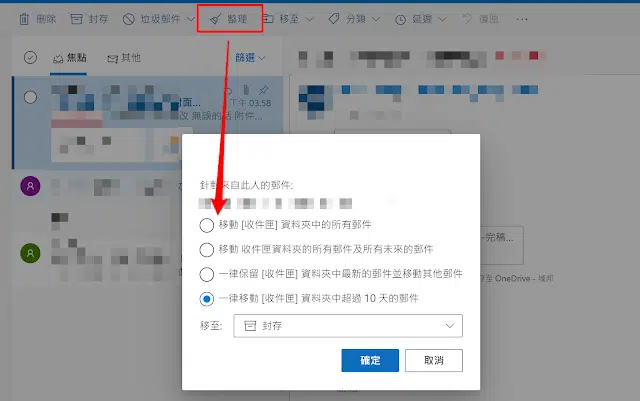 刪除 封存 垃圾郵件 整理 移至 分類 延遲 復原 ...
焦點 其他 篩選
下午 03:58
改 無誤的話 附件...
針對來自此人的郵件:
移動 [收件匣] 資料夾中的所有郵件
移動 收件匣資料夾的所有郵件及所有未來的郵件
一律保留 [收件匣] 資料夾中最新的郵件並移動其他郵件
一律移動 [收件匣] 資料夾中超過 10 天的郵件
-完稿...
至 OneDrive - 域邦
移至: 封存
確定 取消